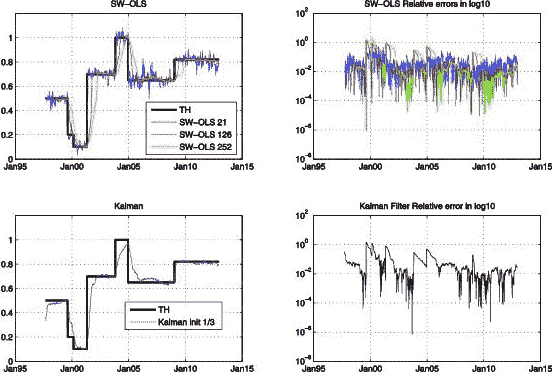 SW-OLS
1
0.8
0.6
0.4
0.2
0
TH
SW-OLS 21
SW-OLS 126
SW-OLS 252
Jan95 Jan00 Jan05 Jan10 Jan15
SW-OLS Relative errors in log10
10^2
10^0
10^-2
10^-4
10^-6
10^-8
Jan95 Jan00 Jan05 Jan10 Jan15
Kalman
1
0.8
0.6
0.4
0.2
0
TH
Kalman Init 1/3
Jan95 Jan00 Jan05 Jan10 Jan15
Kalman Filter Relative error in log10
10^2
10^0
10^-2
10^-4
10^-6
10^-8
Jan95 Jan00 Jan05 Jan10 Jan15